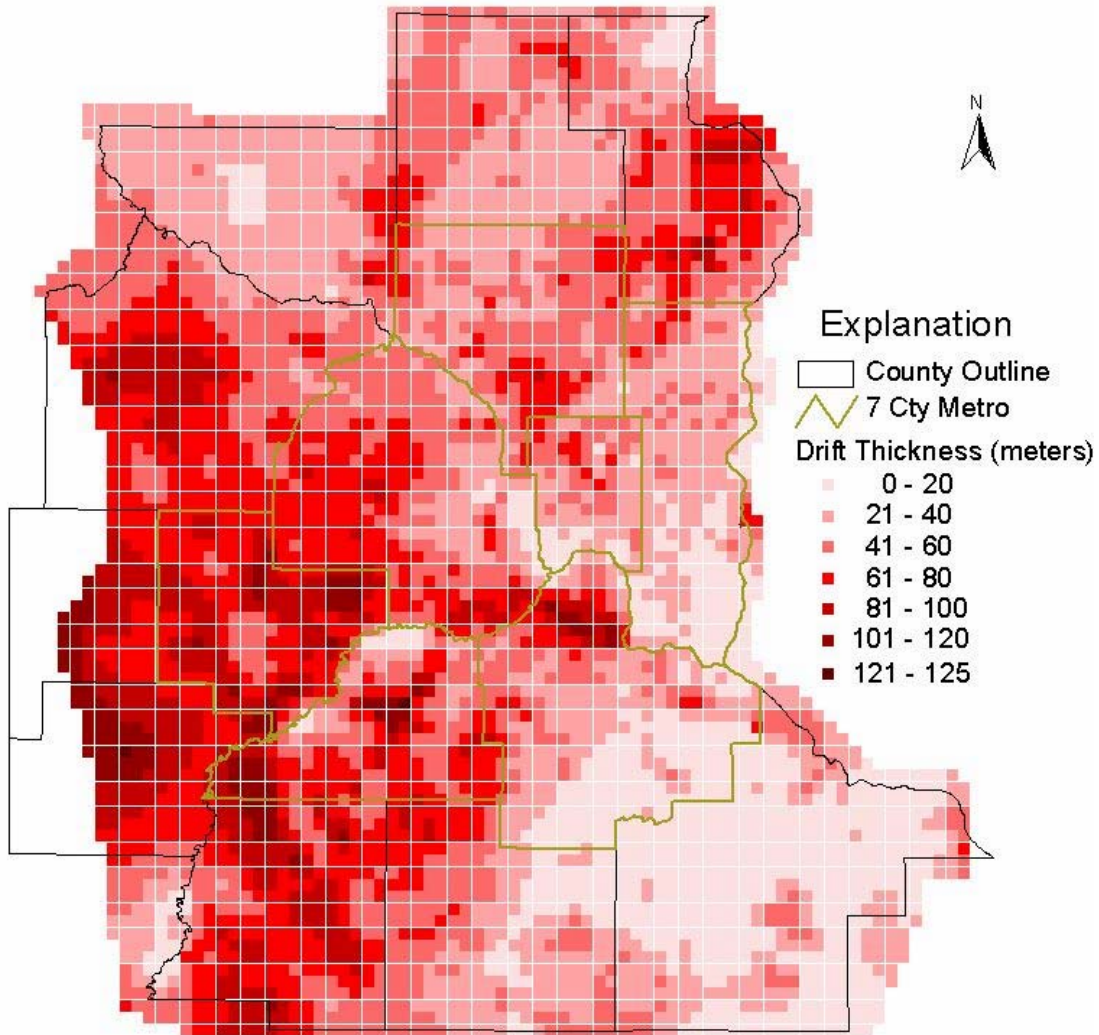 N
Explanation
County Outline
7 Cty Metro
Drift Thickness (meters)
0 - 20
21 - 40
41 - 60
61 - 80
81 - 100
101 - 120
121 - 125